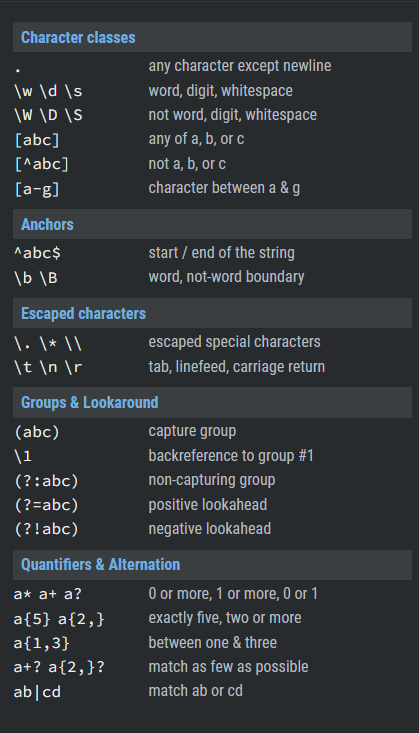 Character classes
. any character except newline
\w \d \s word, digit, whitespace
\W \D \S not word, digit, whitespace
[abc] any of a, b, or c
[^abc] not a, b, or c
[a-g] character between a & g
Anchors
^abc$ start / end of the string
\b \B word, not-word boundary
Escaped characters
\. \* \\ escaped special characters
\t \n \r tab, linefeed, carriage return
Groups & Lookaround
(abc) capture group
\1 backreference to group #1
(?:abc) non-capturing group
(?=abc) positive lookahead
(?!abc) negative lookahead
Quantifiers & Alternation
a* a+ a? 0 or more, 1 or more, 0 or 1
a{5} a{2,} exactly five, two or more
a{1,3} between one & three
a+? a{2,}? match as few as possible
ab|cd match ab or cd